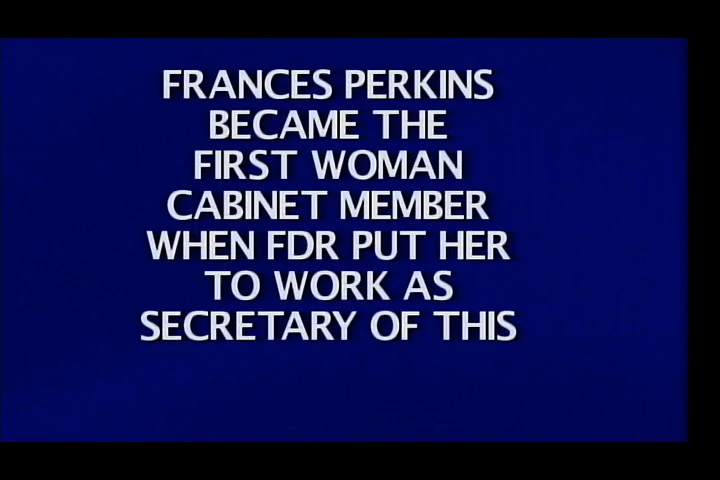 FRANCES PERKINS
BECAME THE
FIRST WOMAN
CABINET MEMBER
WHEN FDR PUT HER
TO WORK AS
SECRETARY OF THIS